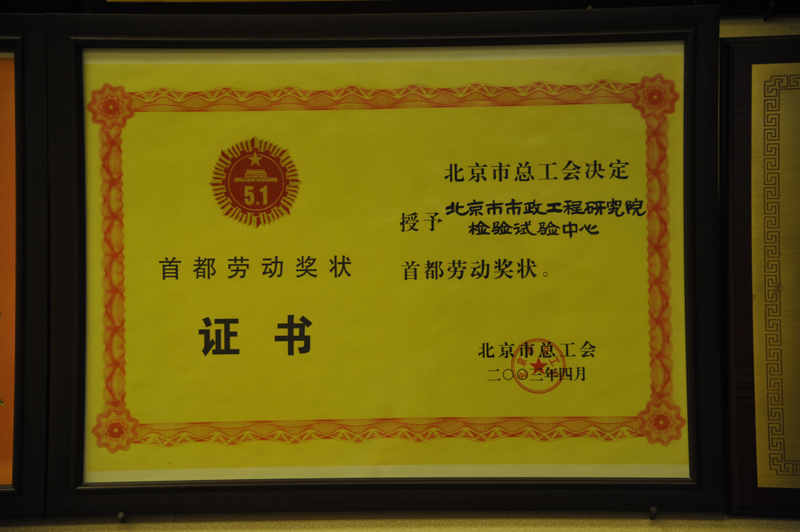 5.1
首都劳动奖状
证书
北京市总工会决定
授予 北京市市政工程研究院
检验试验中心
首都劳动奖状。
北京市总工会
二〇〇三年四月